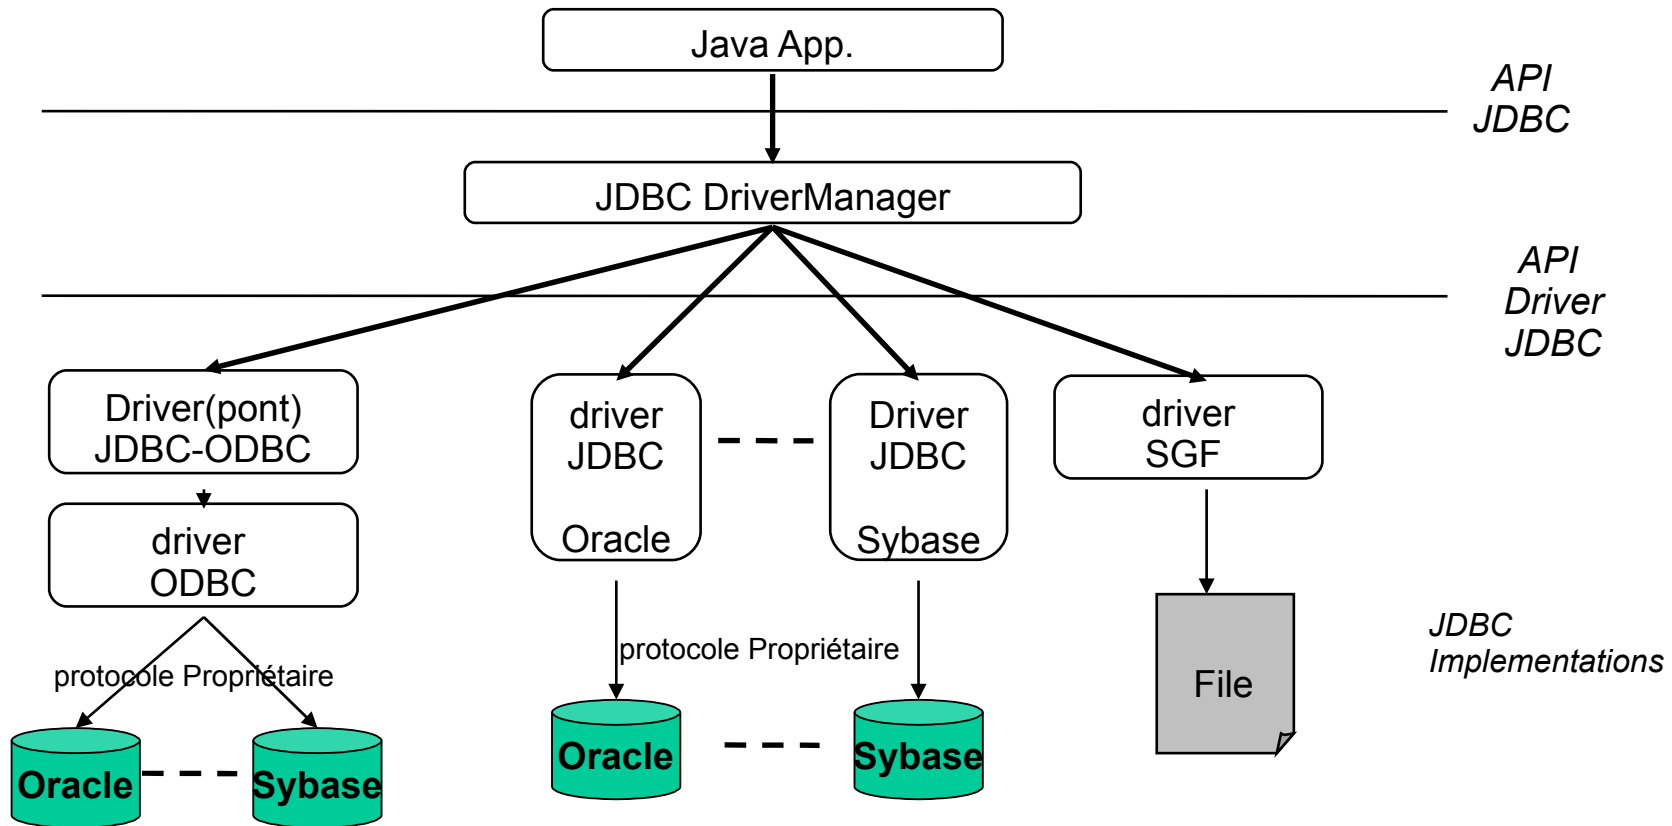 Java App.
API
JDBC
JDBC DriverManager
API
Driver
JDBC
Driver(pont)
JDBC-ODBC
driver
JDBC
Oracle
Driver
JDBC
Sybase
driver
SGF
driver
ODBC
protocole Propriétaire
protocole Propriétaire
File
JDBC
Implementations
Oracle
Sybase
Oracle
Sybase